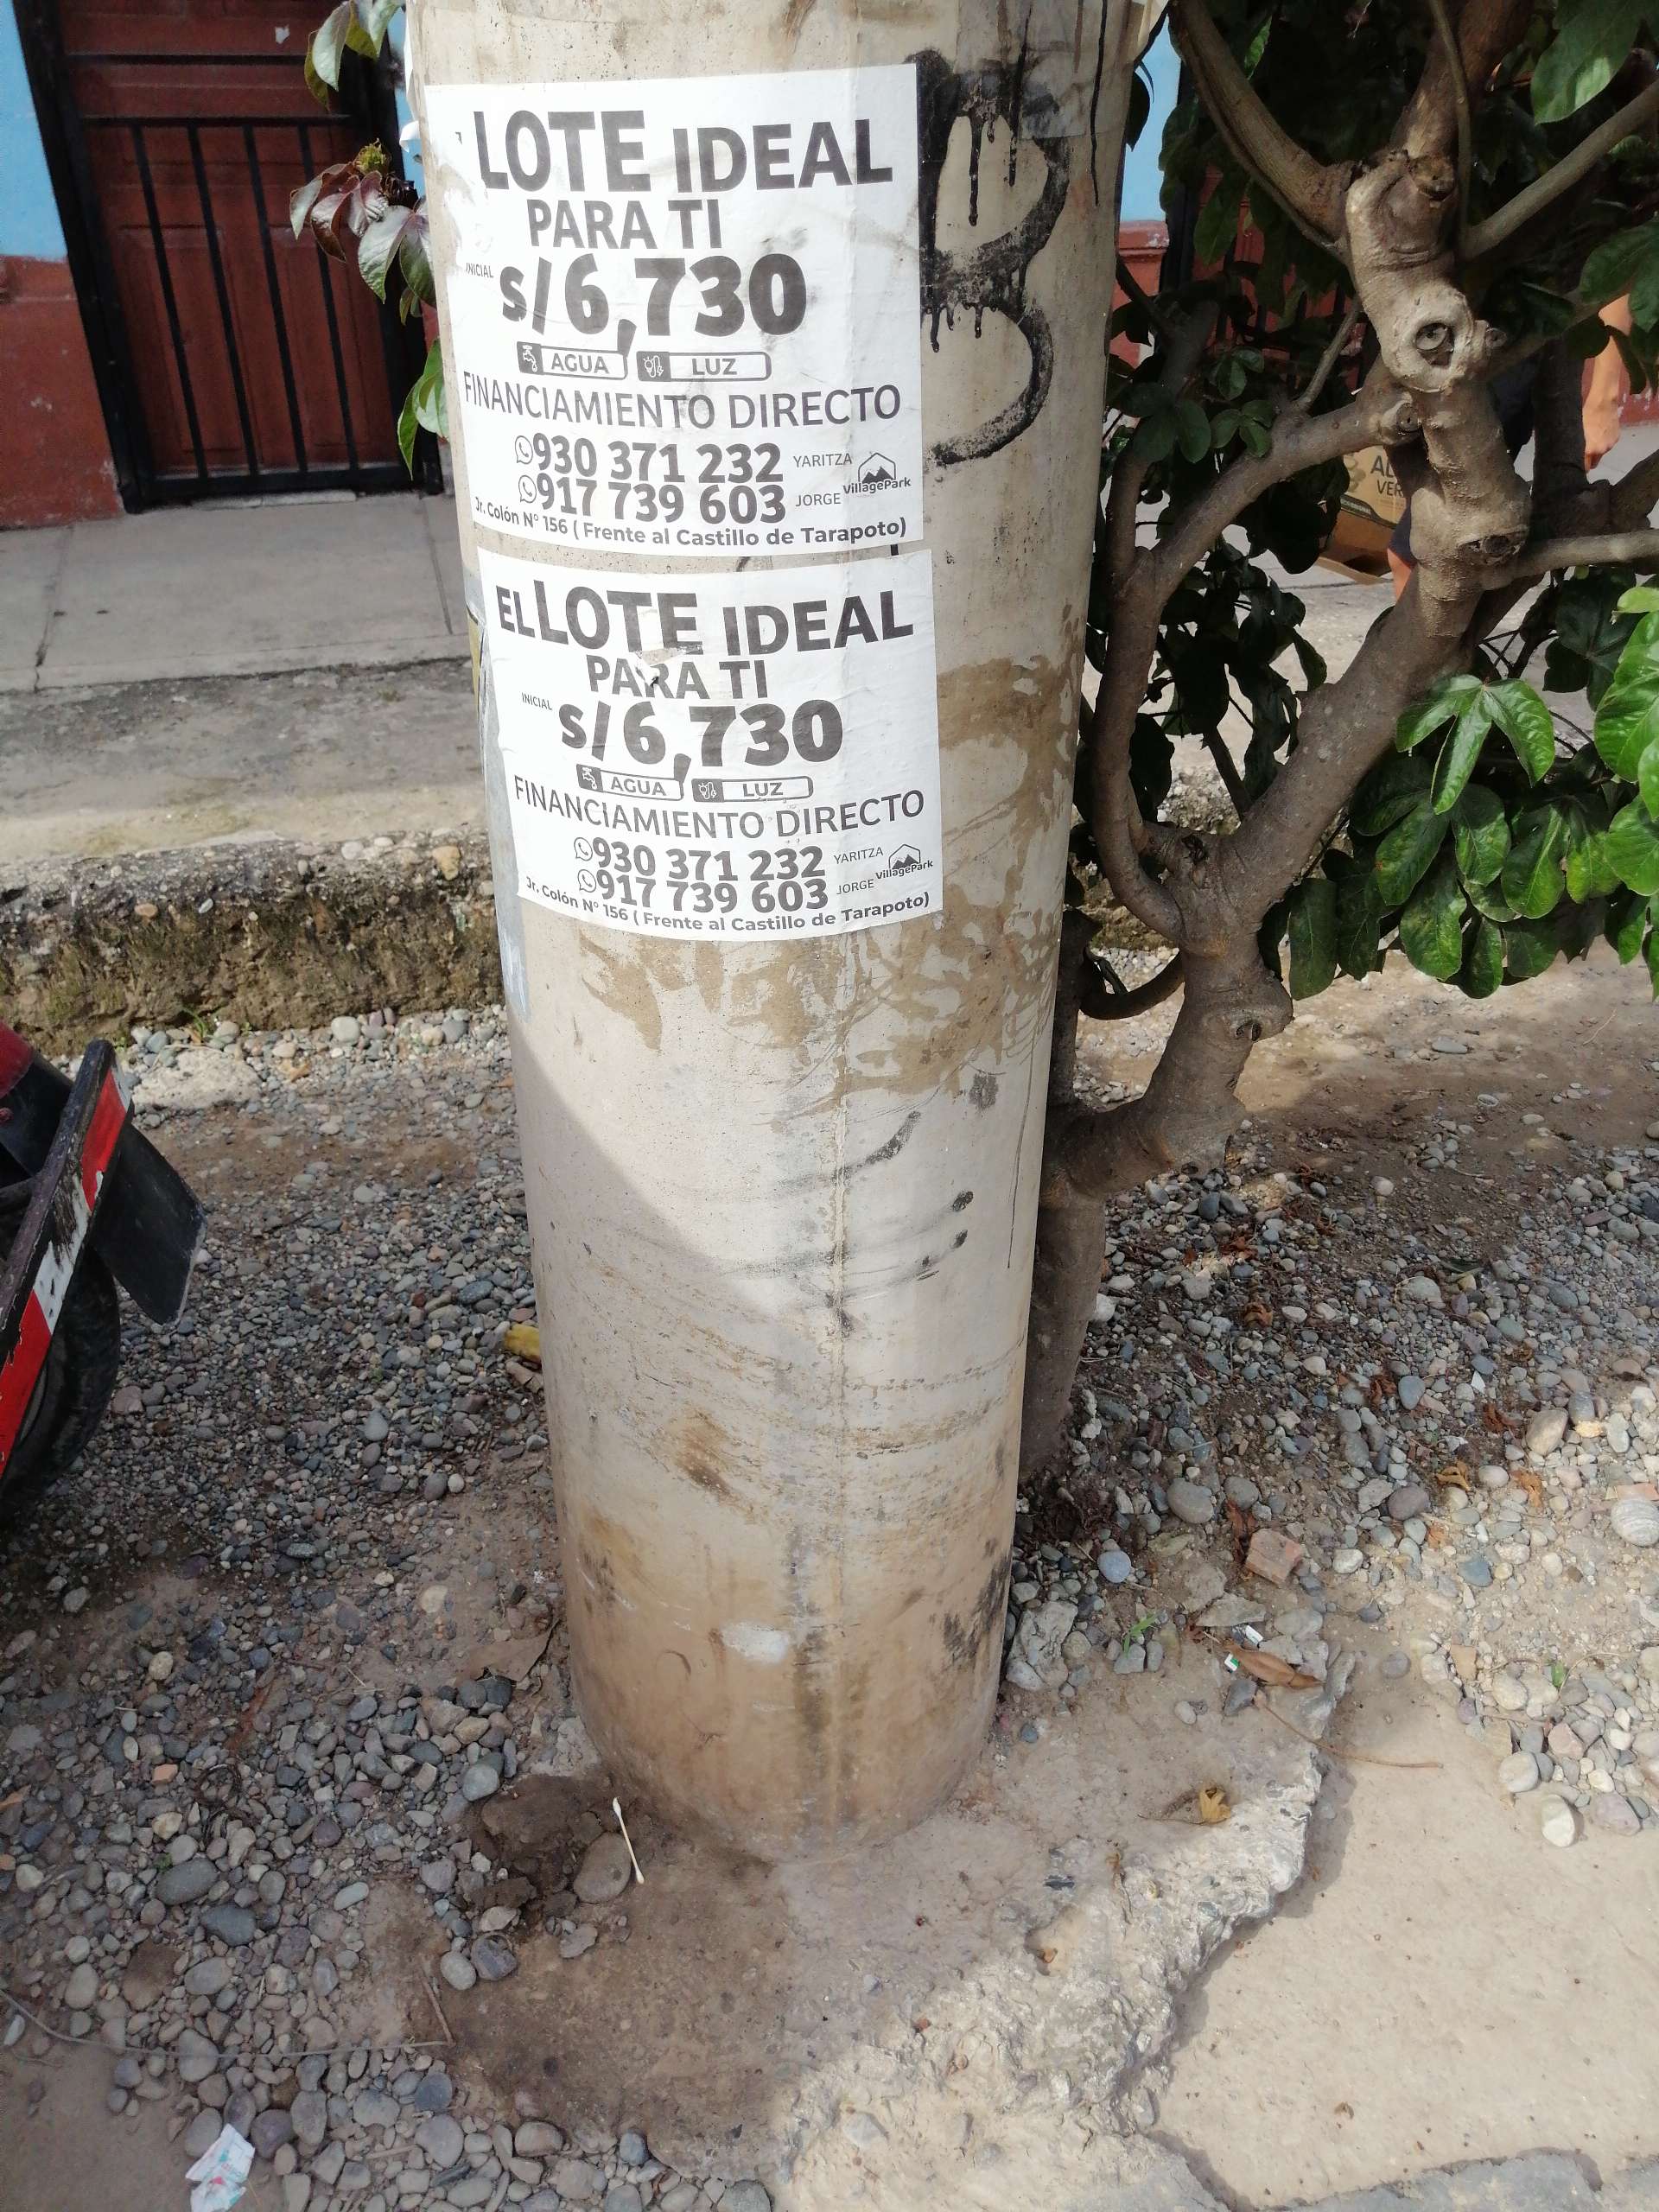 LOTE IDEAL
PARA TI
INICIAL S/6,730
AGUA LUZ
FINANCIAMIENTO DIRECTO
930 371 232 YARITZA
917 739 603 JORGE VillagePark
Jr. Colón N° 156 ( Frente al Castillo de Tarapoto)
EL LOTE IDEAL
PARA TI
INICIAL S/6,730
AGUA LUZ
FINANCIAMIENTO DIRECTO
930 371 232 YARITZA
917 739 603 JORGE VillagePark
Jr. Colón N° 156 ( Frente al Castillo de Tarapoto)